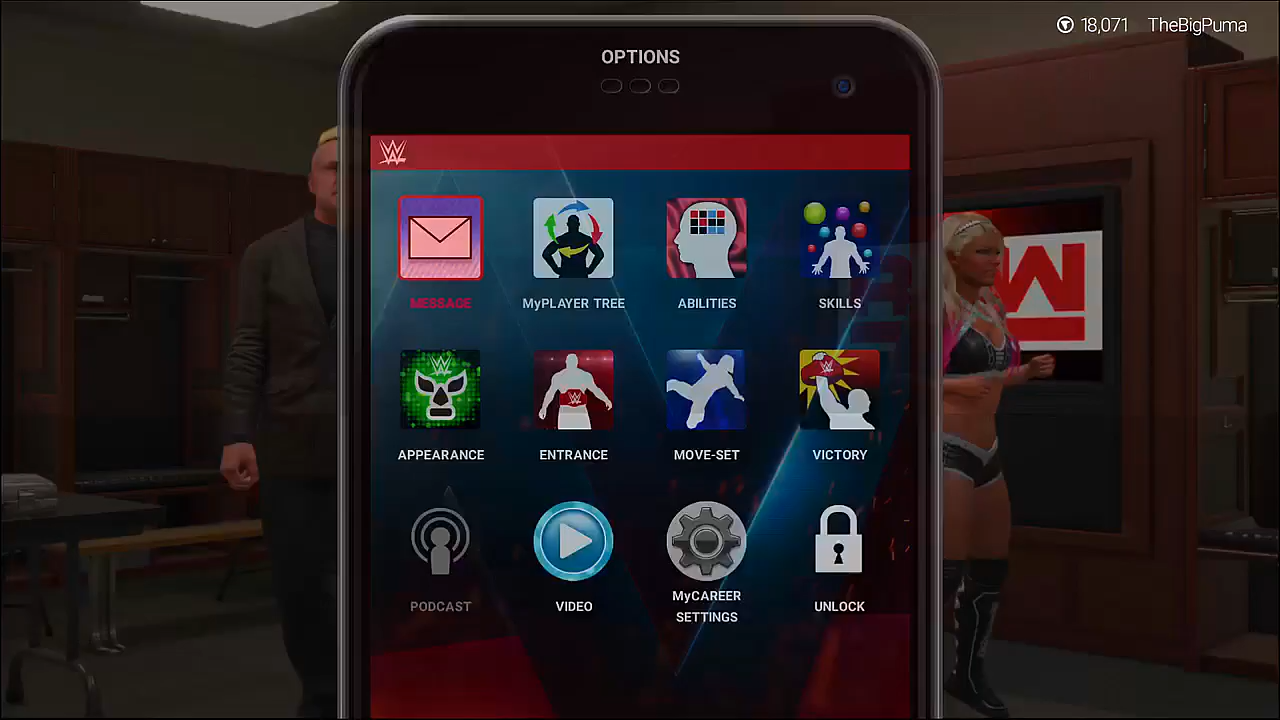 18,071 TheBigPuma
OPTIONS
MESSAGE
MyPLAYER TREE
ABILITIES
SKILLS
APPEARANCE
ENTRANCE
MOVE-SET
VICTORY
PODCAST
VIDEO
MyCAREER
SETTINGS
UNLOCK